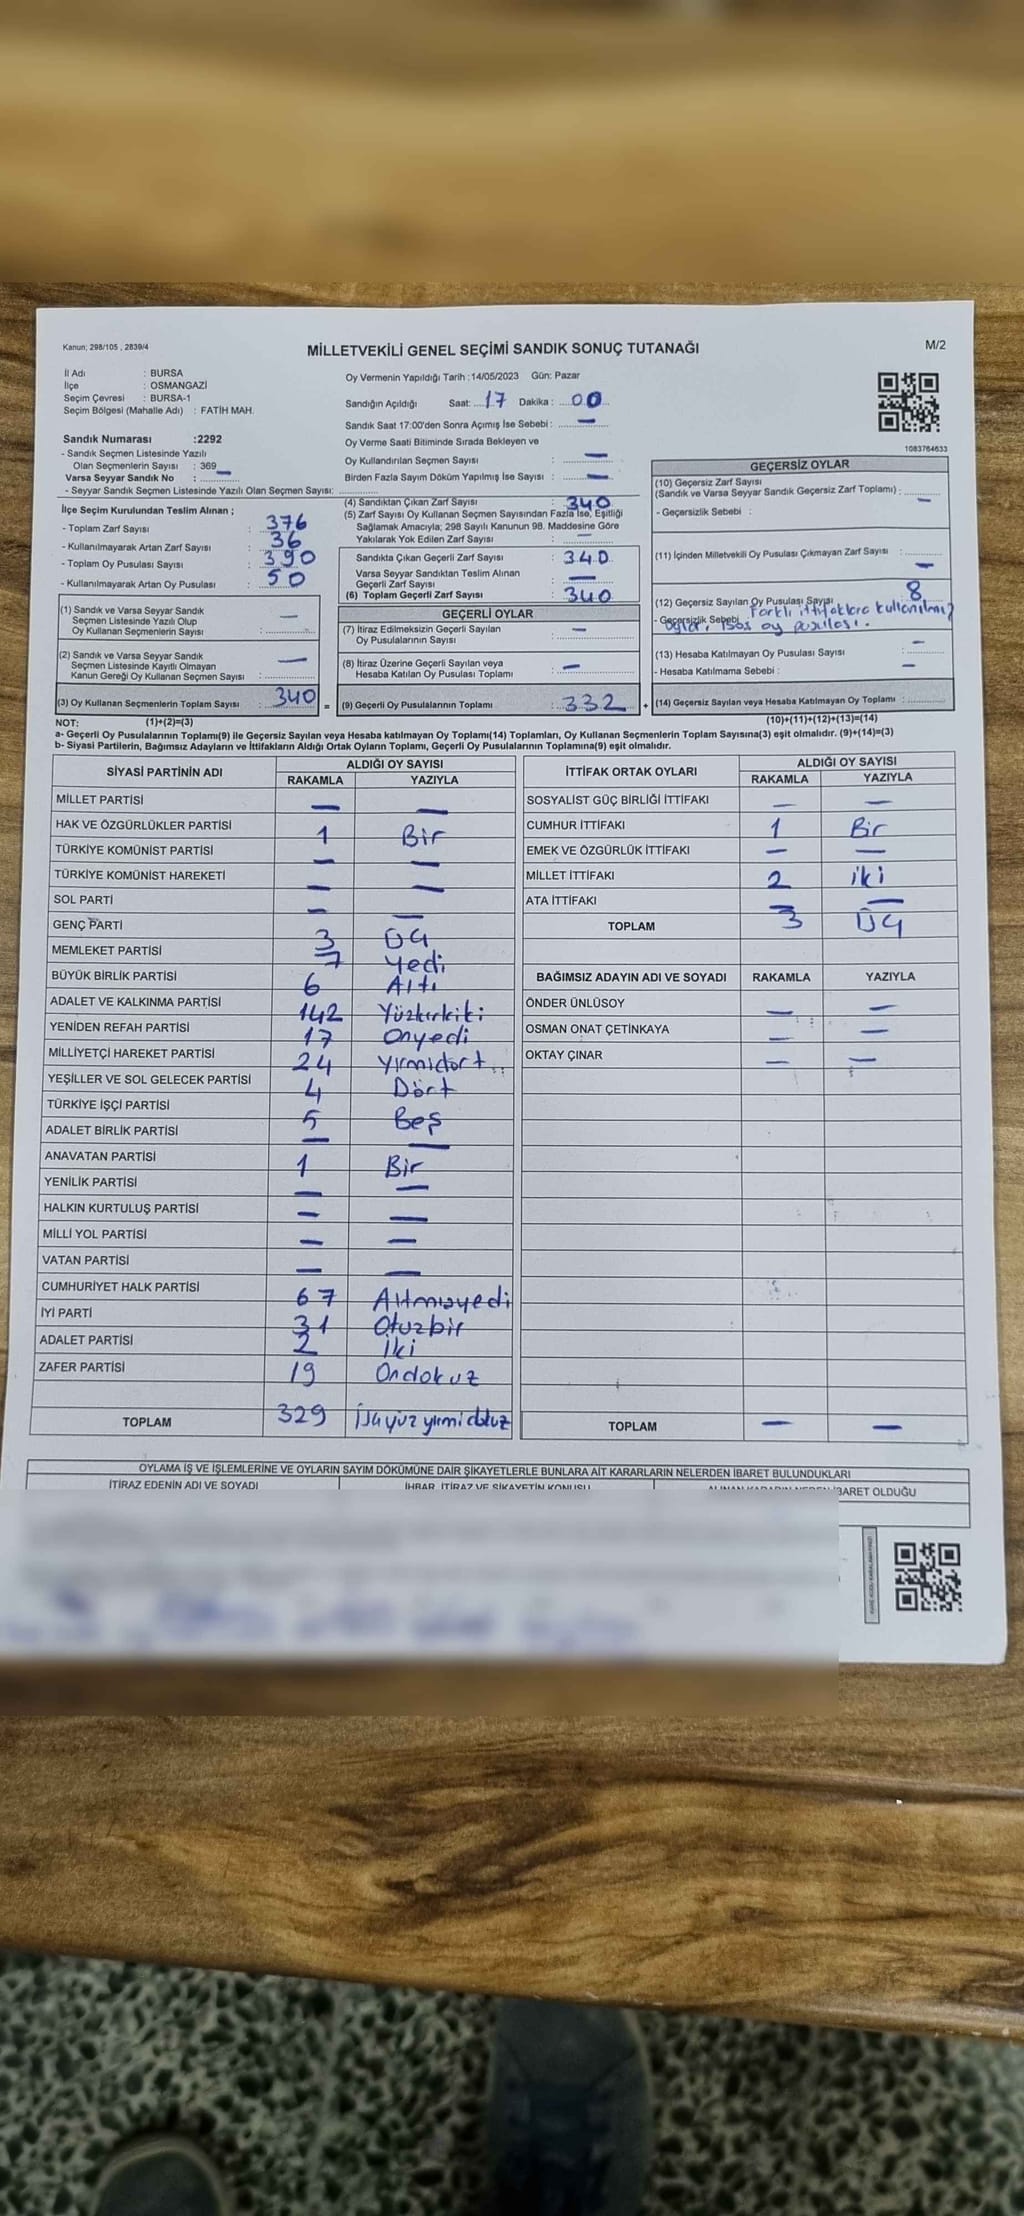 Kanun; 298/105 , 2839/4
MİLLETVEKİLİ GENEL SEÇİMİ SANDIK SONUÇ TUTANAĞI
M/2
İl Adı : BURSA
İlçe : OSMANGAZİ
Seçim Çevresi : BURSA-1
Seçim Bölgesi (Mahalle Adı) : FATİH MAH.
Sandık Numarası :2292
- Sandık Seçmen Listesinde Yazılı
Olan Seçmenlerin Sayısı : 369
Varsa Seyyar Sandık No : —
- Seyyar Sandık Seçmen Listesinde Yazılı Olan Seçmen Sayısı:
Oy Vermenin Yapıldığı Tarih :14/05/2023 Gün: Pazar
Sandığın Açıldığı Saat: 17 Dakika : 00
Sandık Saat 17:00'den Sonra Açımış İse Sebebi : —
Oy Verme Saati Bitiminde Sırada Bekleyen ve
Oy Kullandırılan Seçmen Sayısı : —
Birden Fazla Sayım Döküm Yapılmış İse Sayısı : —
1083764633
İlçe Seçim Kurulundan Teslim Alınan ;
- Toplam Zarf Sayısı : 376
- Kullanılmayarak Artan Zarf Sayısı : 36
- Toplam Oy Pusulası Sayısı : 390
- Kullanılmayarak Artan Oy Pusulası : 50
(1) Sandık ve Varsa Seyyar Sandık
Seçmen Listesinde Yazılı Olup
Oy Kullanan Seçmenlerin Sayısı : —
(2) Sandık ve Varsa Seyyar Sandık
Seçmen Listesinde Kayıtlı Olmayan
Kanun Gereği Oy Kullanan Seçmen Sayısı : —
(3) Oy Kullanan Seçmenlerin Toplam Sayısı : 340 =
(4) Sandıktan Çıkan Zarf Sayısı : 340
(5) Zarf Sayısı Oy Kullanan Seçmen Sayısından Fazla İse, Eşitliği
Sağlamak Amacıyla; 298 Sayılı Kanunun 98. Maddesine Göre
Yakılarak Yok Edilen Zarf Sayısı : —
Sandıkta Çıkan Geçerli Zarf Sayısı : 340
Varsa Seyyar Sandıktan Teslim Alınan
Geçerli Zarf Sayısı : —
(6) Toplam Geçerli Zarf Sayısı : 340
GEÇERLİ OYLAR
(7) İtiraz Edilmeksizin Geçerli Sayılan
Oy Pusulalarının Sayısı : —
(8) İtiraz Üzerine Geçerli Sayılan veya
Hesaba Katılan Oy Pusulası Toplamı : —
(9) Geçerli Oy Pusulalarının Toplamı : 332 +
GEÇERSİZ OYLAR
(10) Geçersiz Zarf Sayısı
(Sandık ve Varsa Seyyar Sandık Geçersiz Zarf Toplamı) : —
- Geçersizlik Sebebi :
(11) İçinden Milletvekili Oy Pusulası Çıkmayan Zarf Sayısı : —
(12) Geçersiz Sayılan Oy Pusulası Sayısı 8
- Geçersizlik Sebebi Farklı ittifaklara kullanılmış
oylar, Boş oy pusulası.
(13) Hesaba Katılmayan Oy Pusulası Sayısı : —
- Hesaba Katılmama Sebebi : —
(14) Geçersiz Sayılan veya Hesaba Katılmayan Oy Toplamı :
NOT: (1)+(2)=(3) (10)+(11)+(12)+(13)=(14)
a- Geçerli Oy Pusulalarının Toplamı(9) ile Geçersiz Sayılan veya Hesaba katılmayan Oy Toplamı(14) Toplamları, Oy Kullanan Seçmenlerin Toplam Sayısına(3) eşit olmalıdır. (9)+(14)=(3)
b- Siyasi Partilerin, Bağımsız Adayların ve İttifakların Aldığı Ortak Oyların Toplamı, Geçerli Oy Pusulalarının Toplamına(9) eşit olmalıdır.
SİYASİ PARTİNİN ADI ALDIĞI OY SAYISI
RAKAMLA YAZIYLA
MİLLET PARTİSİ — —
HAK VE ÖZGÜRLÜKLER PARTİSİ 1 Bir
TÜRKİYE KOMÜNİST PARTİSİ — —
TÜRKİYE KOMÜNİST HAREKETİ — —
SOL PARTİ — —
GENÇ PARTİ 3 Üç
MEMLEKET PARTİSİ 7 Yedi
BÜYÜK BİRLİK PARTİSİ 6 Altı
ADALET VE KALKINMA PARTİSİ 142 Yüzkırkiki
YENİDEN REFAH PARTİSİ 17 Onyedi
MİLLİYETÇİ HAREKET PARTİSİ 24 Yirmidört
YEŞİLLER VE SOL GELECEK PARTİSİ 4 Dört
TÜRKİYE İŞÇİ PARTİSİ 5 Beş
ADALET BİRLİK PARTİSİ — —
ANAVATAN PARTİSİ 1 Bir
YENİLİK PARTİSİ — —
HALKIN KURTULUŞ PARTİSİ — —
MİLLİ YOL PARTİSİ — —
VATAN PARTİSİ — —
CUMHURİYET HALK PARTİSİ 67 Altmışyedi
İYİ PARTİ 31 Otuzbir
ADALET PARTİSİ 2 İki
ZAFER PARTİSİ 19 Ondokuz
TOPLAM 329
İTTİFAK ORTAK OYLARI ALDIĞI OY SAYISI
RAKAMLA YAZIYLA
SOSYALİST GÜÇ BİRLİĞİ İTTİFAKI — —
CUMHUR İTTİFAKI 1 Bir
EMEK VE ÖZGÜRLÜK İTTİFAKI — —
MİLLET İTTİFAKI 2 iki
ATA İTTİFAKI — —
TOPLAM 3 Üç
BAĞIMSIZ ADAYIN ADI VE SOYADI RAKAMLA YAZIYLA
ÖNDER ÜNLÜSOY — —
OSMAN ONAT ÇETİNKAYA — —
OKTAY ÇINAR — —
TOPLAM — —
OYLAMA İŞ VE İŞLEMLERİNE VE OYLARIN SAYIM DÖKÜMÜNE DAİR ŞİKAYETLERLE BUNLARA AİT KARARLARIN NELERDEN İBARET BULUNDUKLARI
İTİRAZ EDENİN ADI VE SOYADI İHBAR, İTİRAZ VE ŞİKAYETİN KONUSU ALINAN KARARIN NEDEN İBARET OLDUĞU